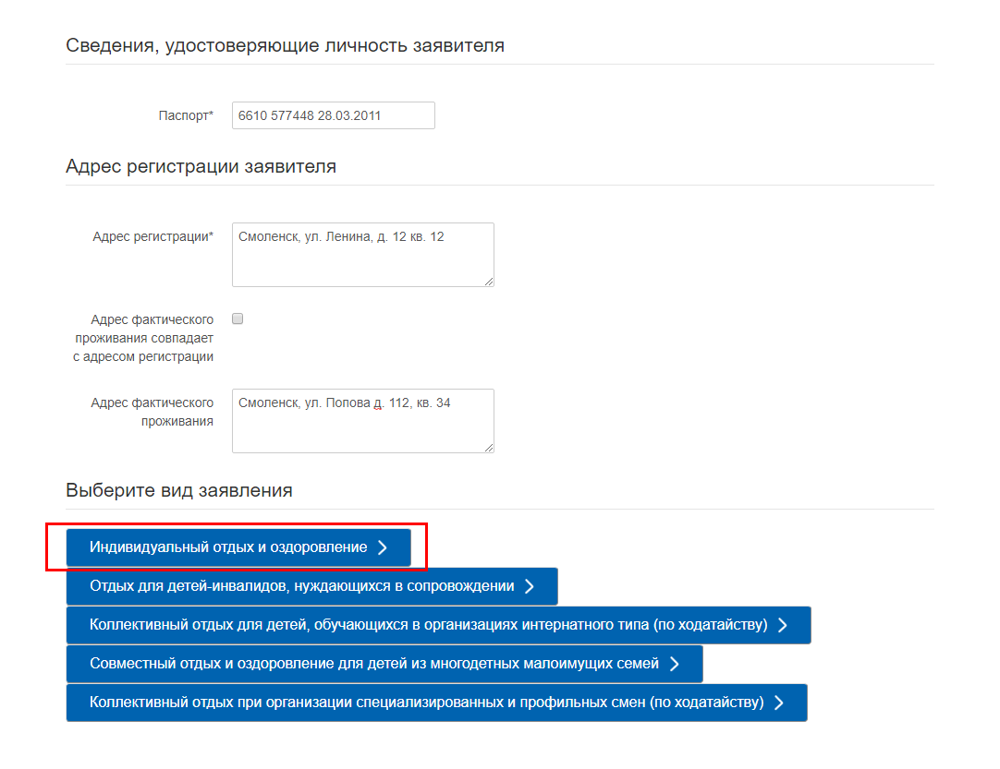 Сведения, удостоверяющие личность заявителя
Паспорт* 6610 577448 28.03.2011
Адрес регистрации заявителя
Адрес регистрации* Смоленск, ул. Ленина, д. 12 кв. 12
Адрес фактического
проживания совпадает
с адресом регистрации
Адрес фактического Смоленск, ул. Попова д. 112, кв. 34
проживания
Выберите вид заявления
Индивидуальный отдых и оздоровление
Отдых для детей-инвалидов, нуждающихся в сопровождении
Коллективный отдых для детей, обучающихся в организациях интернатного типа (по ходатайству)
Совместный отдых и оздоровление для детей из многодетных малоимущих семей
Коллективный отдых при организации специализированных и профильных смен (по ходатайству)